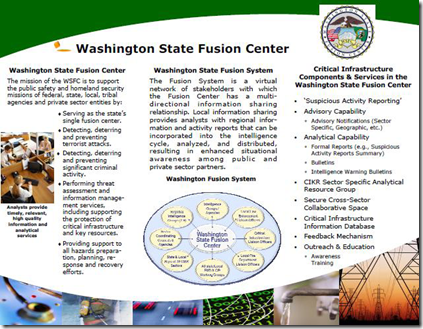 Washington State Fusion Center
Washington State Fusion Center
The mission of the WSFC is to support
the public safety and homeland security
missions of federal, state, local, tribal
agencies and private sector entities by:
• Serving as the state's
single fusion center.
• Detecting, deterring
and preventing
terrorist attacks.
• Detecting, deterring
and preventing
significant criminal
activity.
• Performing threat
assessment and
information manage-
ment services,
including supporting
the protection of
critical infrastructure
and key resources.
• Providing support to
all hazards prepara-
tion, planning, re-
sponse and recovery
efforts.
Analysts provide
timely, relevant,
high quality
information and
analytical
services
Washington State Fusion System
The Fusion System is a virtual
network of stakeholders with which
the Fusion Center has a multi-
directional information sharing
relationship. Local information sharing
provides analysts with regional infor-
mation and activity reports that can be
incorporated into the intelligence
cycle, analyzed, and distributed,
resulting in enhanced situational
awareness among public and
private sector partners.
Washington Fusion System
Washington
State Fusion
Center
Critical Infrastructure
Components & Services in the
Washington State Fusion Center
• 'Suspicious Activity Reporting'
• Advisory Capability
• Advisory Notifications (Sector
Specific, Geographic, etc.)
• Analytical Capability
• Formal Reports (e.g., Suspicious
Activity Reports Summary)
• Bulletins
• Intelligence Warning Bulletins
• CIKR Sector Specific Analytical
Resource Group
• Secure Cross-Sector
Collaborative Space
• Critical Infrastructure
Information Database
• Feedback Mechanism
• Outreach & Education
• Awareness
Training